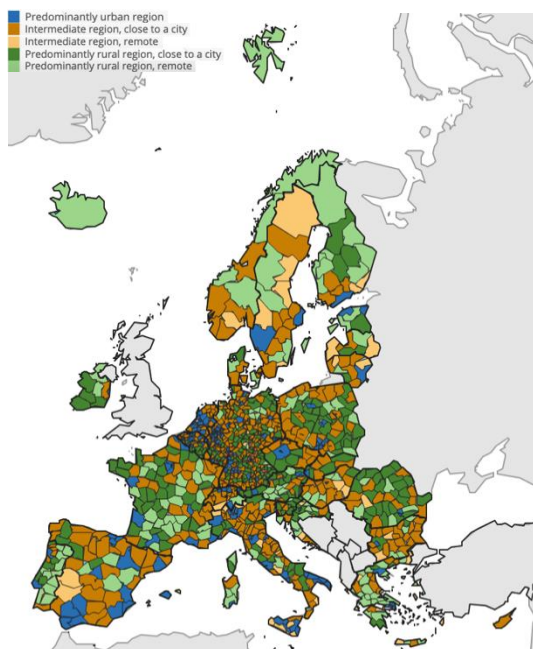 Predominantly urban region
Intermediate region, close to a city
Intermediate region, remote
Predominantly rural region, close to a city
Predominantly rural region, remote